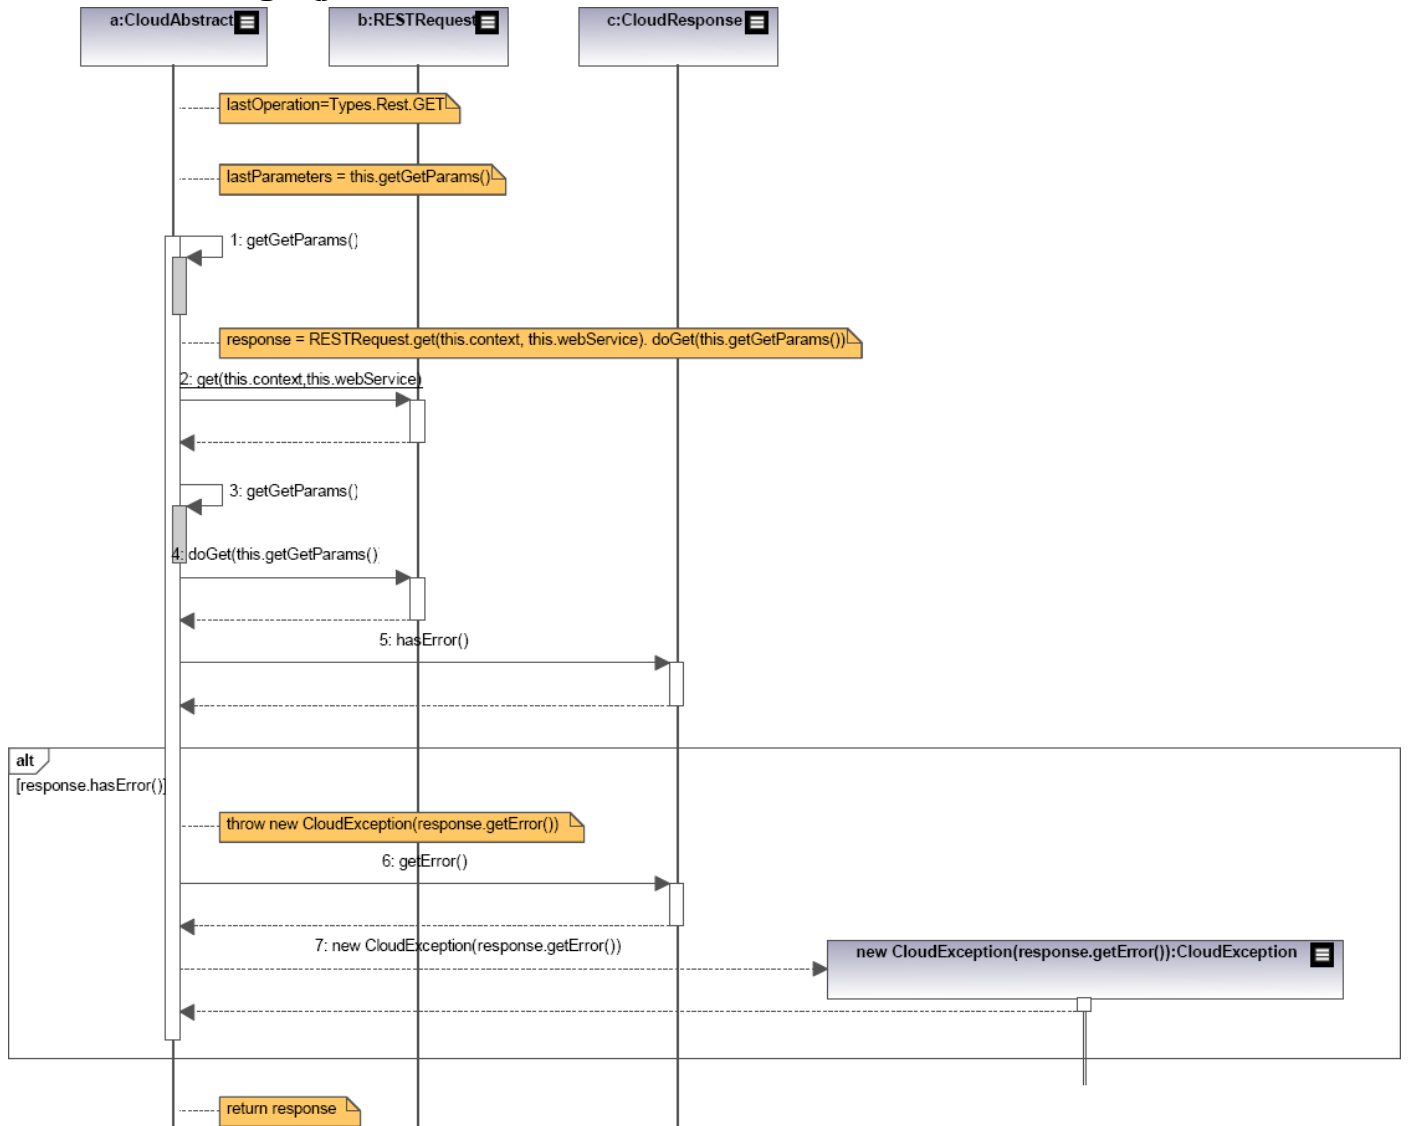 a:CloudAbstract
b:RESTRequest
c:CloudResponse
lastOperation=Types.Rest.GET
lastParameters = this.getGetParams()
1: getGetParams()
response = RESTRequest.get(this.context, this.webService). doGet(this.getGetParams())
2: get(this.context,this.webService)
3: getGetParams()
4: doGet(this.getGetParams()
5: hasError()
alt
[response.hasError()]
throw new CloudException(response.getError())
6: getError()
7: new CloudException(response.getError())
new CloudException(response.getError()):CloudException
return response